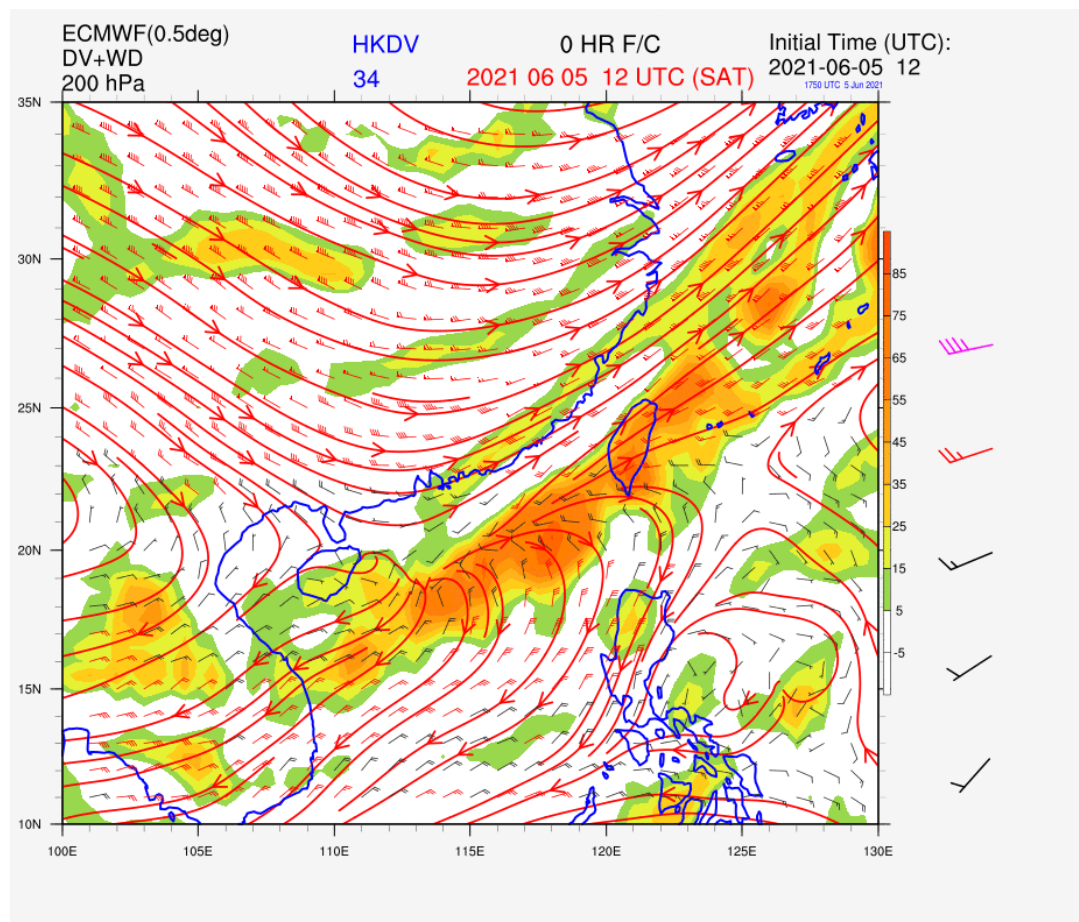 ECMWF(0.5deg)
DV+WD
200 hPa
HKDV
34
0 HR F/C
2021 06 05 12 UTC (SAT)
Initial Time (UTC):
2021-06-05 12
1750 UTC 5 Jun 2021
35N
30N
25N
20N
15N
10N
100E
105E
110E
115E
120E
125E
130E
85
75
65
55
45
35
25
15
5
-5